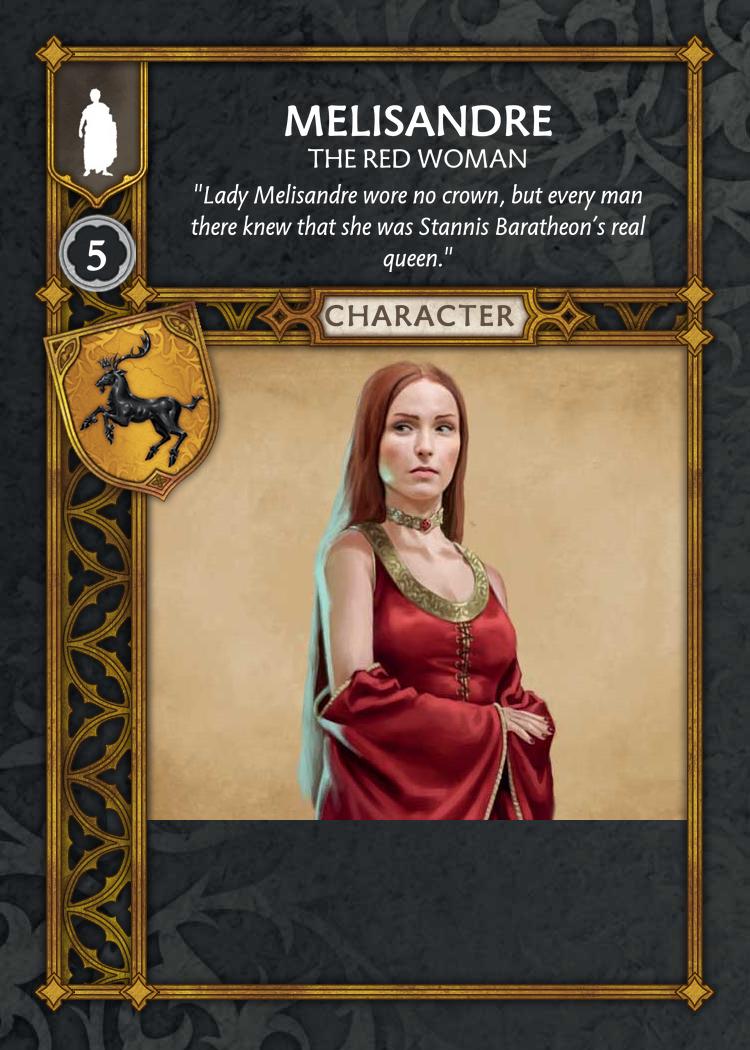 MELISANDRE
THE RED WOMAN
"Lady Melisandre wore no crown, but every man
there knew that she was Stannis Baratheon's real
queen."
5
CHARACTER